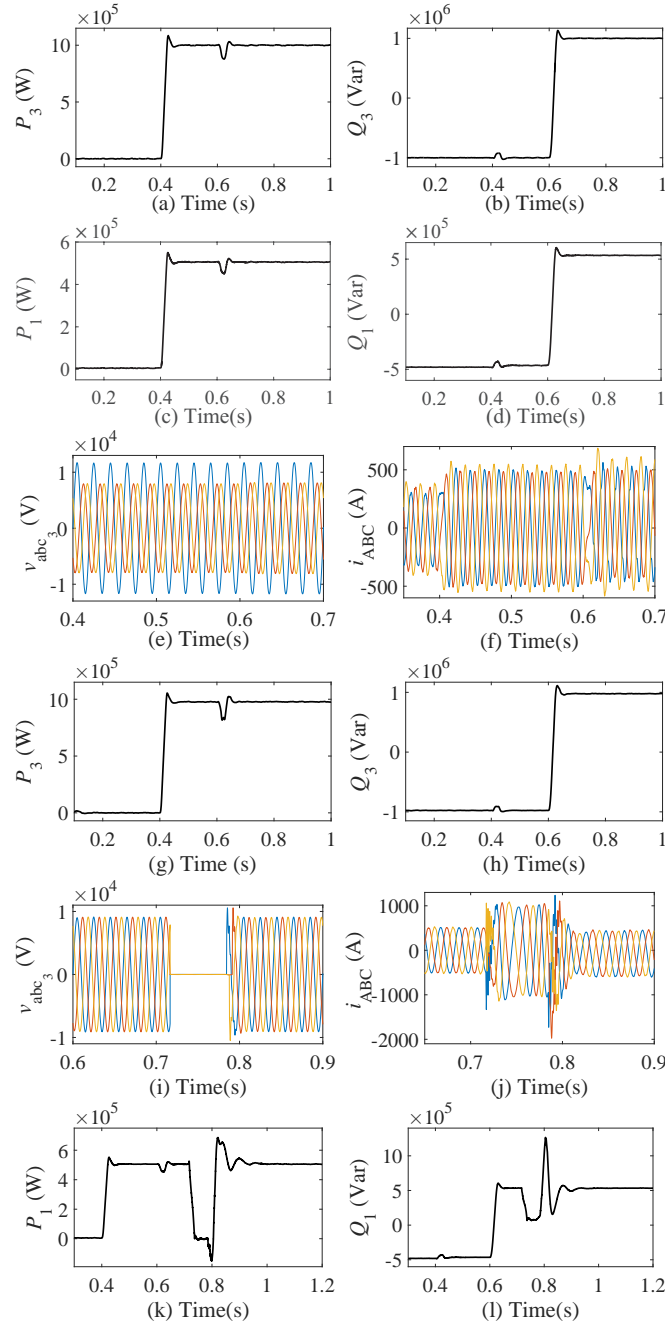 ×10⁵ ×10⁶
10 1
P₃ (W) 5 Q₃ (Var) 0
0 -1
0.2 0.4 0.6 0.8 1 0.2 0.4 0.6 0.8 1
(a) Time (s) (b) Time(s)
×10⁵ ×10⁵
6 5
4
P₁ (W) 2 Q₁ (Var) 0
0 -5
0.2 0.4 0.6 0.8 1 0.2 0.4 0.6 0.8 1
(c) Time(s) (d) Time(s)
×10⁴
1 500
v_abc₃ (V) 0 i_ABC (A) 0
-1 -500
0.4 0.5 0.6 0.7 0.4 0.5 0.6 0.7
(e) Time(s) (f) Time(s)
×10⁵ ×10⁶
10 1
P₃ (W) 5 Q₃ (Var) 0
0 -1
0.2 0.4 0.6 0.8 1 0.2 0.4 0.6 0.8 1
(g) Time (s) (h) Time(s)
×10⁴
1 1000
v_abc₃ (V) 0 i_ABC (A) 0
-1000
-1 -2000
0.6 0.7 0.8 0.9 0.7 0.8 0.9
(i) Time(s) (j) Time(s)
×10⁵ ×10⁵
6 10
4
P₁ (W) 2 Q₁ (Var) 5
0 0
-5
0.4 0.6 0.8 1 1.2 0.4 0.6 0.8 1 1.2
(k) Time(s) (l) Time(s)